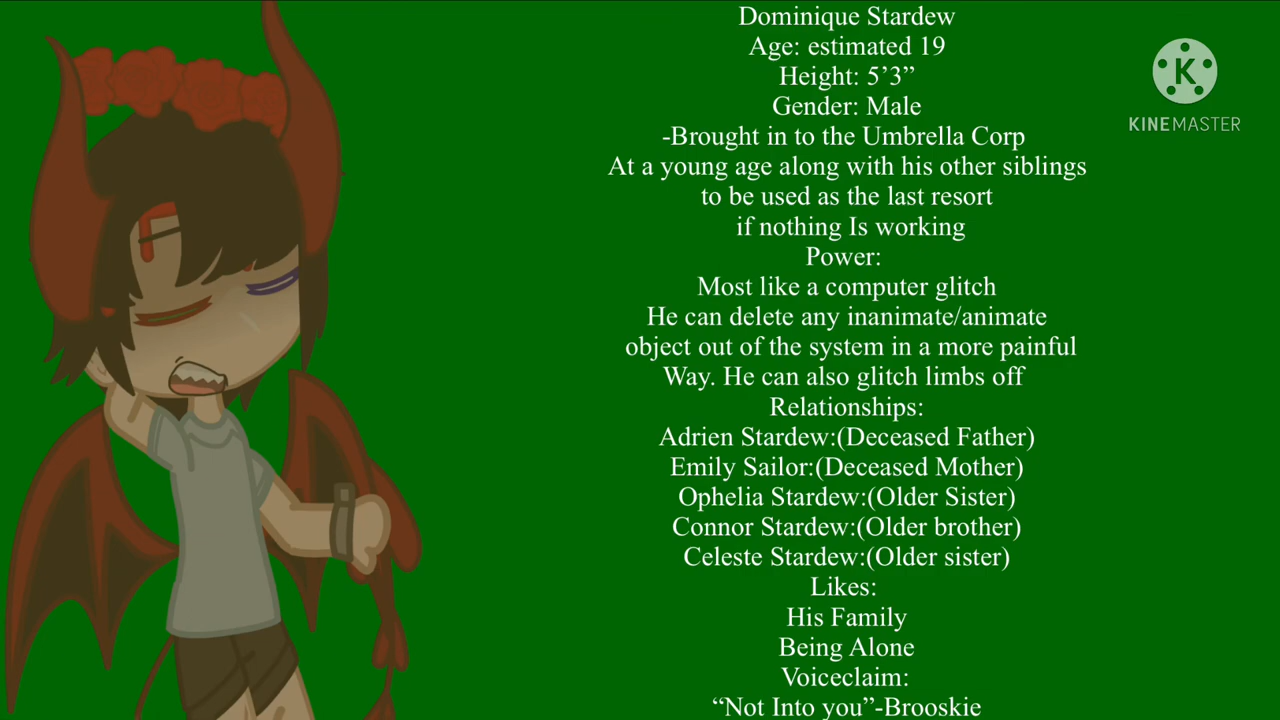 Dominique Stardew
Age: estimated 19
Height: 5’3”
Gender: Male
-Brought in to the Umbrella Corp
At a young age along with his other siblings
to be used as the last resort
if nothing Is working
Power:
Most like a computer glitch
He can delete any inanimate/animate
object out of the system in a more painful
Way. He can also glitch limbs off
Relationships:
Adrien Stardew:(Deceased Father)
Emily Sailor:(Deceased Mother)
Ophelia Stardew:(Older Sister)
Connor Stardew:(Older brother)
Celeste Stardew:(Older sister)
Likes:
His Family
Being Alone
Voiceclaim:
“Not Into you”-Brooskie
K
KINEMASTER